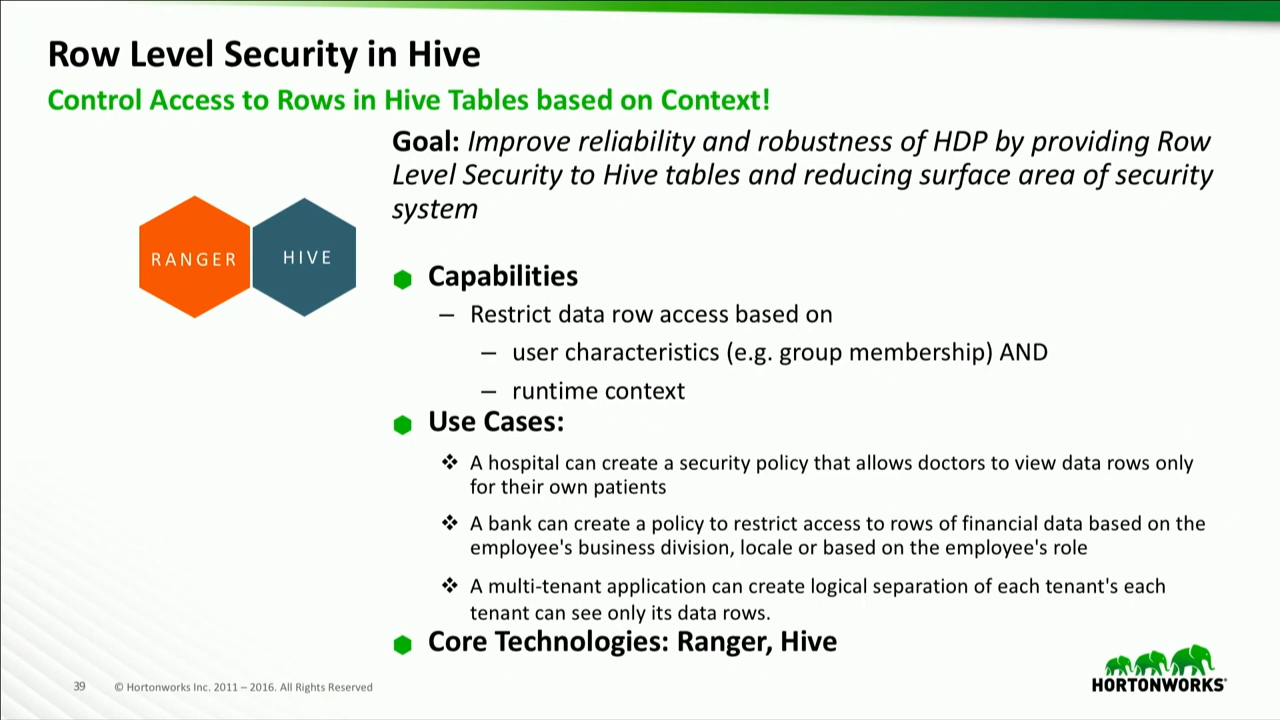 Row Level Security in Hive
Control Access to Rows in Hive Tables based on Context!
Goal: Improve reliability and robustness of HDP by providing Row
Level Security to Hive tables and reducing surface area of security
system
RANGER
HIVE
Capabilities
– Restrict data row access based on
– user characteristics (e.g. group membership) AND
– runtime context
Use Cases:
❖ A hospital can create a security policy that allows doctors to view data rows only
for their own patients
❖ A bank can create a policy to restrict access to rows of financial data based on the
employee's business division, locale or based on the employee's role
❖ A multi-tenant application can create logical separation of each tenant's each
tenant can see only its data rows.
Core Technologies: Ranger, Hive
39 © Hortonworks Inc. 2011 – 2016. All Rights Reserved
HORTONWORKS